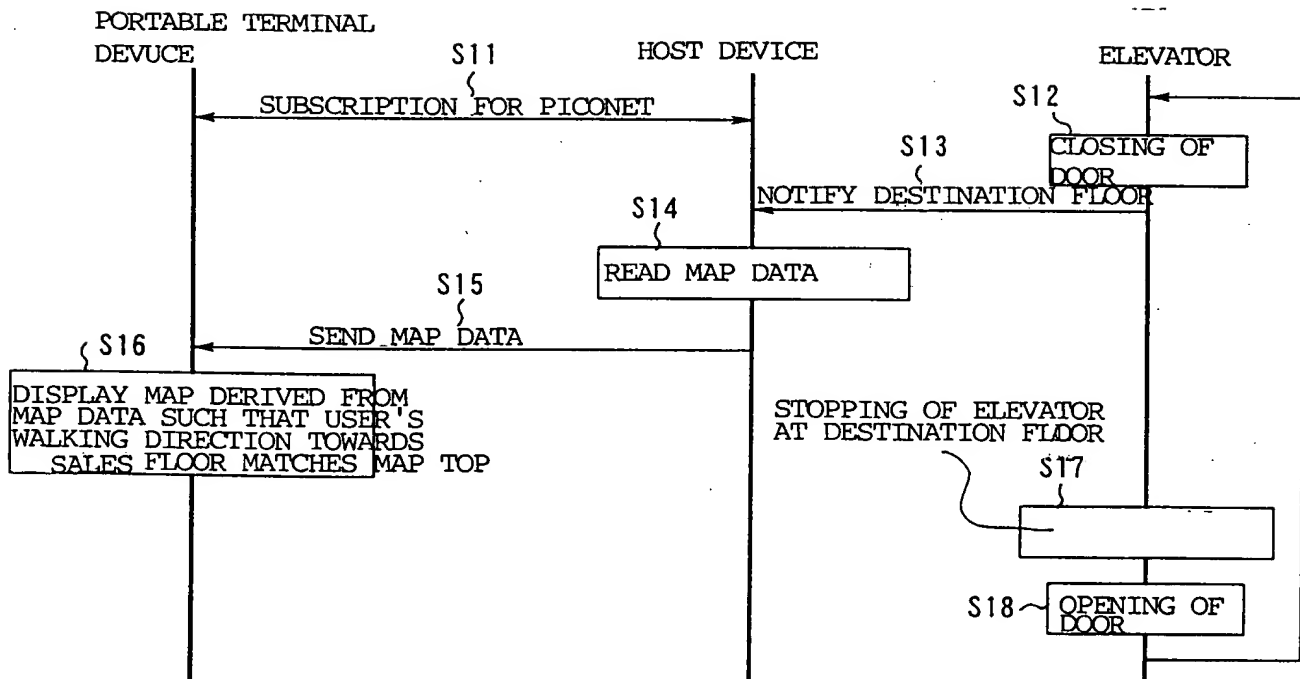 PORTABLE TERMINAL
DEVUCE
HOST DEVICE
ELEVATOR
S11
SUBSCRIPTION FOR PICONET
S12
CLOSING OF
DOOR
S13
NOTIFY DESTINATION FLOOR
S14
READ MAP DATA
S15
SEND MAP DATA
S16
DISPLAY MAP DERIVED FROM
MAP DATA SUCH THAT USER'S
WALKING DIRECTION TOWARDS
SALES FLOOR MATCHES MAP TOP
STOPPING OF ELEVATOR
AT DESTINATION FLOOR
S17
S18
OPENING OF
DOOR